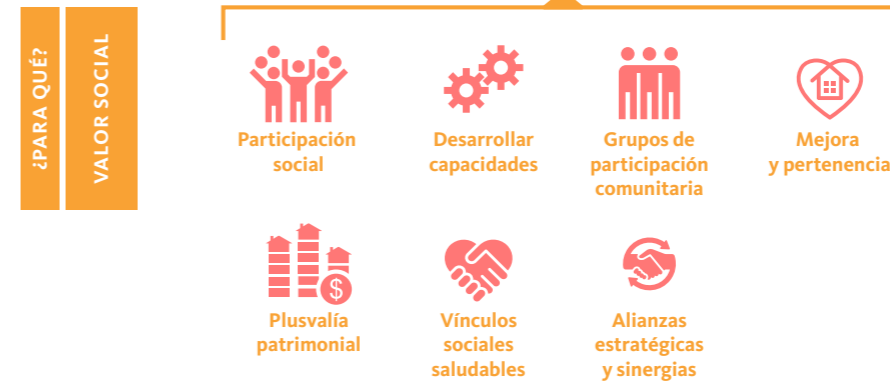 ¿PARA QUÉ?
VALOR SOCIAL
Participación
social
Desarrollar
capacidades
Grupos de
participación
comunitaria
Mejora
y pertenencia
$
Plusvalía
patrimonial
Vínculos
sociales
saludables
Alianzas
estratégicas
y sinergias